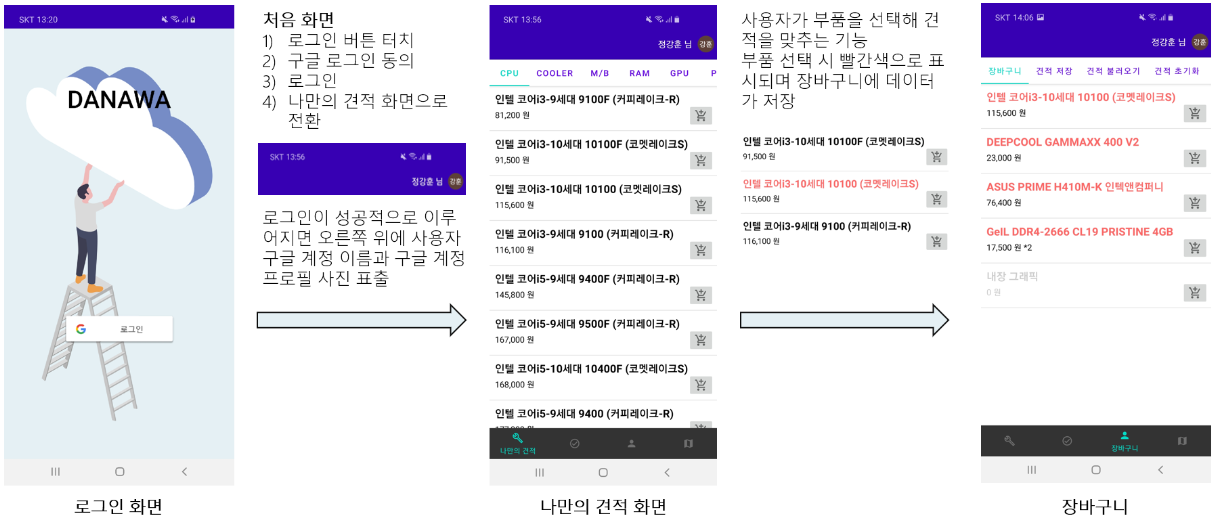 SKT 13:20
DANAWA
로그인
로그인 화면
처음 화면
1) 로그인 버튼 터치
2) 구글 로그인 동의
3) 로그인
4) 나만의 견적 화면으로
전환
SKT 13:56
정강훈 님 강훈
로그인이 성공적으로 이루
어지면 오른쪽 위에 사용자
구글 계정 이름과 구글 계정
프로필 사진 표출
SKT 13:56
정강훈 님 강훈
CPU COOLER M/B RAM GPU P
인텔 코어i3-9세대 9100F (커피레이크-R)
81,200 원
인텔 코어i3-10세대 10100F (코멧레이크S)
91,500 원
인텔 코어i3-10세대 10100 (코멧레이크S)
115,600 원
인텔 코어i3-9세대 9100 (커피레이크-R)
116,100 원
인텔 코어i5-9세대 9400F (커피레이크-R)
145,800 원
인텔 코어i5-9세대 9500F (커피레이크-R)
167,000 원
인텔 코어i5-10세대 10400F (코멧레이크S)
168,000 원
인텔 코어i5-9세대 9400 (커피레이크-R)
나만의 견적
나만의 견적 화면
사용자가 부품을 선택해 견
적을 맞추는 기능
부품 선택 시 빨간색으로 표
시되며 장바구니에 데이터
가 저장
인텔 코어i3-10세대 10100F (코멧레이크S)
91,500 원
인텔 코어i3-10세대 10100 (코멧레이크S)
115,600 원
인텔 코어i3-9세대 9100 (커피레이크-R)
116,100 원
SKT 14:06
정강훈 님 강훈
장바구니 견적 저장 견적 불러오기 견적 초기화
인텔 코어i3-10세대 10100 (코멧레이크S)
115,600 원
DEEPCOOL GAMMAXX 400 V2
23,000 원
ASUS PRIME H410M-K 인텍앤컴퍼니
76,400 원
GeIL DDR4-2666 CL19 PRISTINE 4GB
17,500 원 *2
내장 그래픽
0 원
장바구니
장바구니